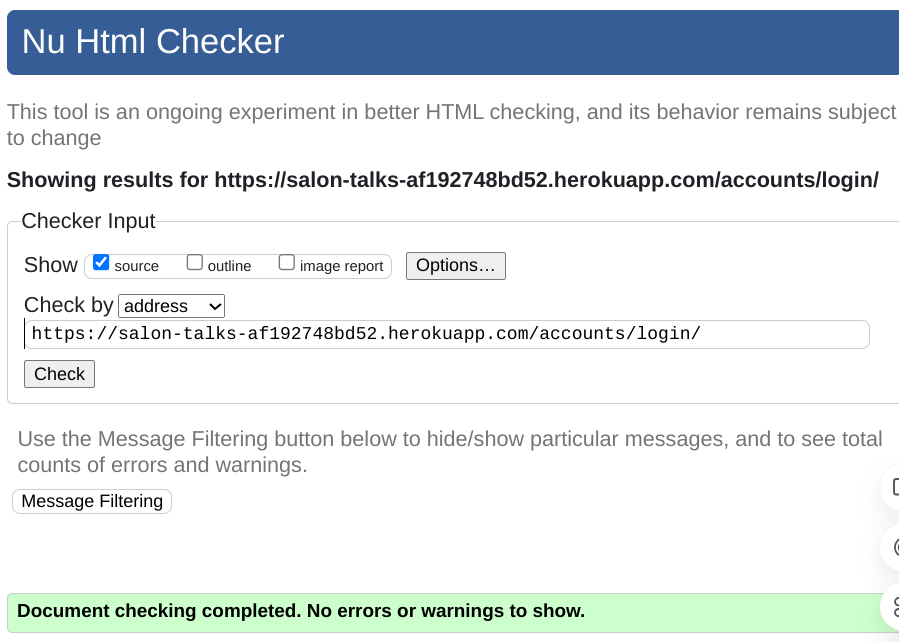 Nu Html Checker
This tool is an ongoing experiment in better HTML checking, and its behavior remains subject
to change
Showing results for https://salon-talks-af192748bd52.herokuapp.com/accounts/login/
Checker Input
Show source outline image report Options…
Check by address
https://salon-talks-af192748bd52.herokuapp.com/accounts/login/
Check
Use the Message Filtering button below to hide/show particular messages, and to see total
counts of errors and warnings.
Message Filtering
Document checking completed. No errors or warnings to show.